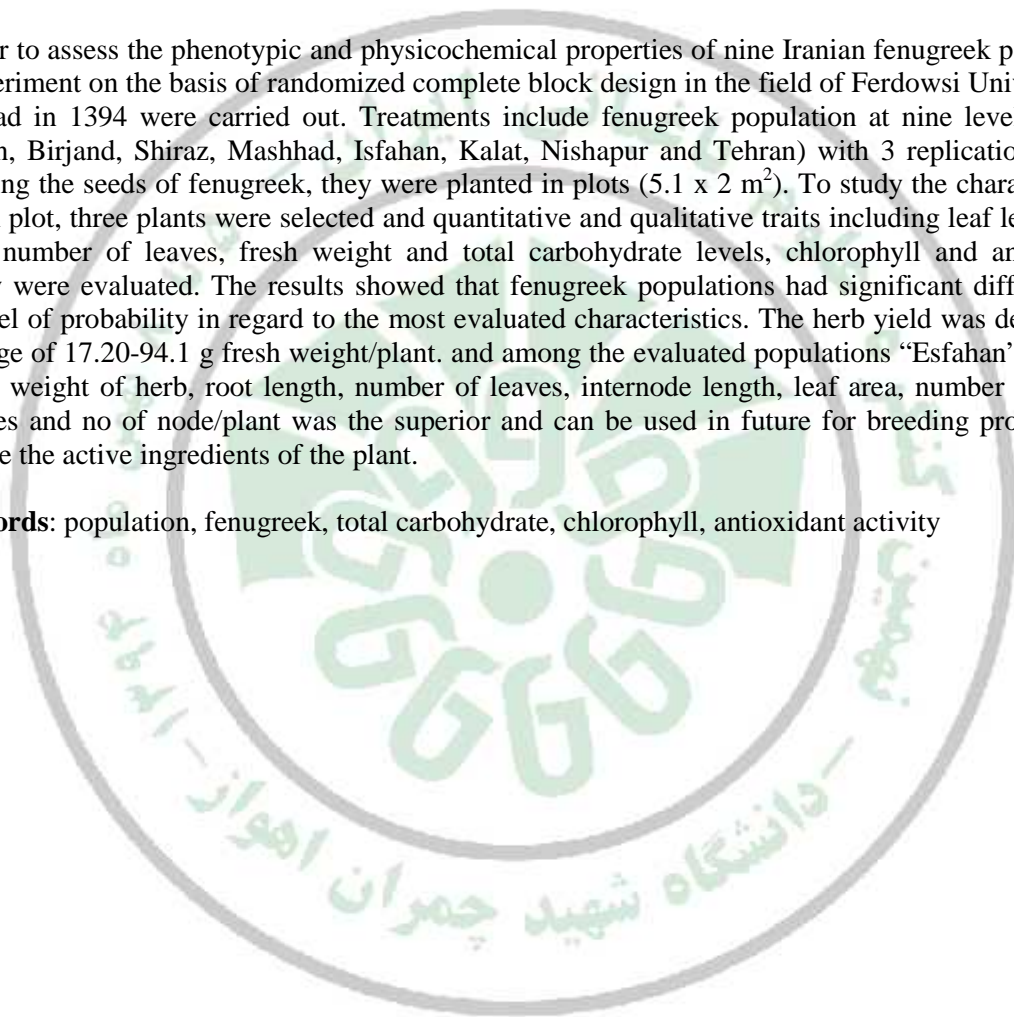 r to assess the phenotypic and physicochemical properties of nine Iranian fenugreek p
eriment on the basis of randomized complete block design in the field of Ferdowsi Unit
ad in 1394 were carried out. Treatments include fenugreek population at nine level
n, Birjand, Shiraz, Mashhad, Isfahan, Kalat, Nishapur and Tehran) with 3 replicatio
ing the seeds of fenugreek, they were planted in plots (5.1 x 2 m²). To study the chara
plot, three plants were selected and quantitative and qualitative traits including leaf le
number of leaves, fresh weight and total carbohydrate levels, chlorophyll and an
y were evaluated. The results showed that fenugreek populations had significant diff
el of probability in regard to the most evaluated characteristics. The herb yield was de
ge of 17.20-94.1 g fresh weight/plant. and among the evaluated populations “Esfahan”
weight of herb, root length, number of leaves, internode length, leaf area, number
es and no of node/plant was the superior and can be used in future for breeding pro
e the active ingredients of the plant.
ords: population, fenugreek, total carbohydrate, chlorophyll, antioxidant activity
دانشگاه شهید چمران اهواز